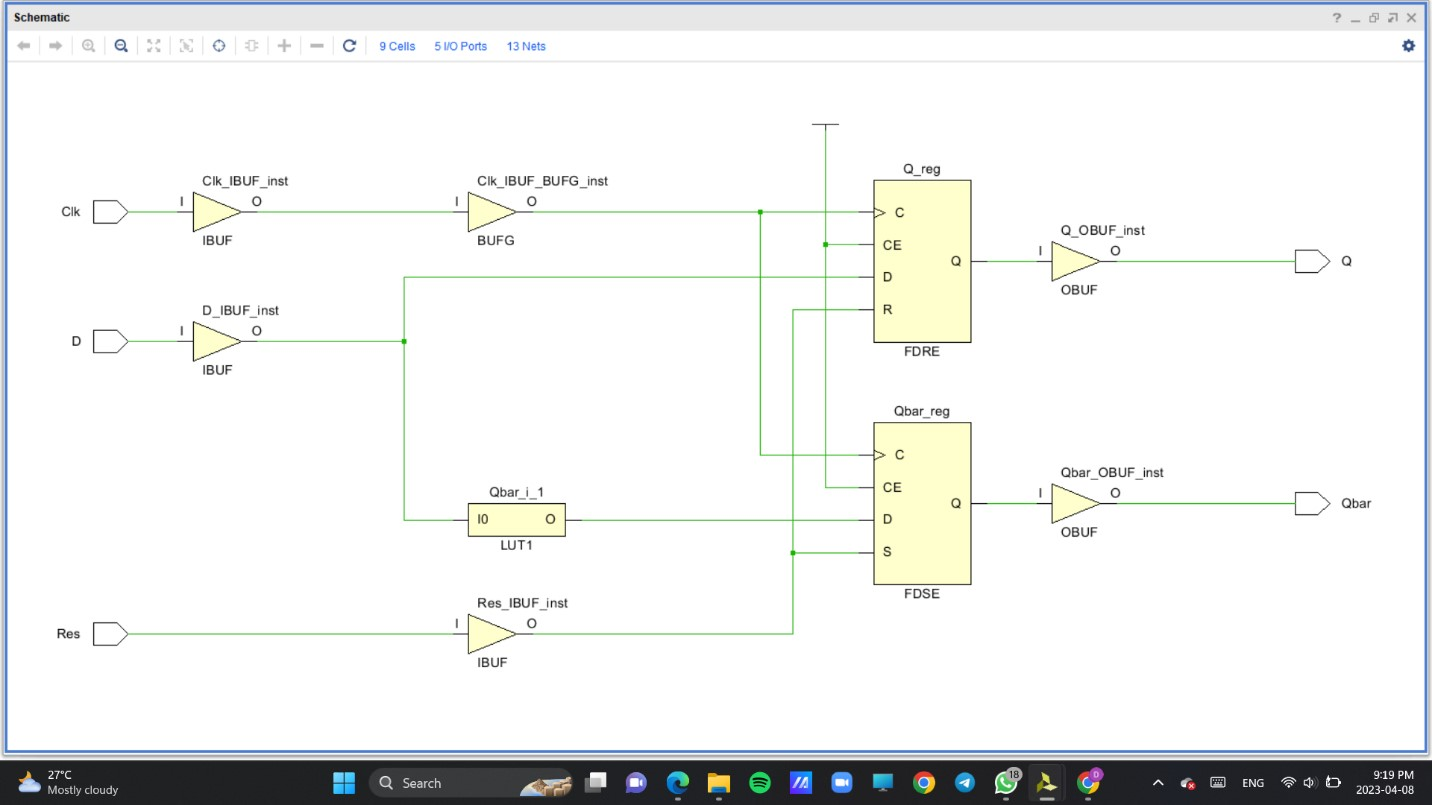 Schematic
9 Cells 5 I/O Ports 13 Nets
Q_reg
Clk_IBUF_inst
Clk_IBUF_BUFG_inst
Clk
I
O
I
O
C
IBUF
BUFG
CE
D
R
Q
FDRE
Q_OBUF_inst
I
O
Q
OBUF
D_IBUF_inst
D
I
O
IBUF
Qbar_reg
C
CE
D
S
Q
FDSE
Qbar_OBUF_inst
I
O
Qbar
OBUF
Qbar_i_1
I0
O
LUT1
Res_IBUF_inst
Res
I
O
IBUF
27°C
Mostly cloudy
Search
18
D
ENG
9:19 PM
2023-04-08